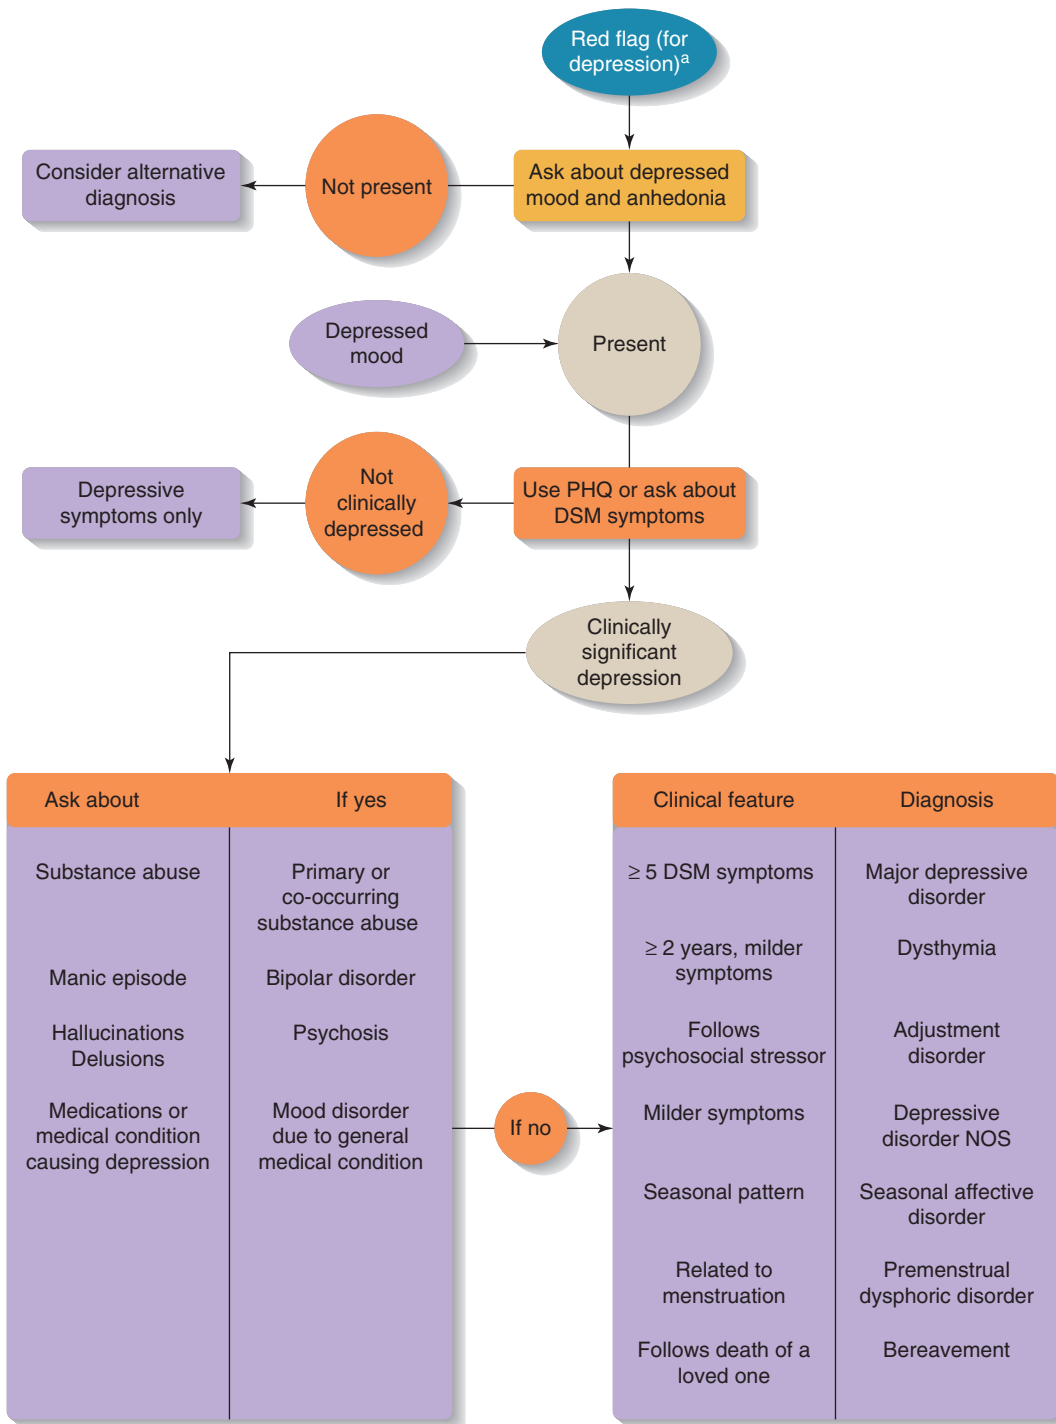 Red flag (for
depression)a
Ask about depressed
mood and anhedonia
Not present
Consider alternative
diagnosis
Depressed
mood
Present
Use PHQ or ask about
DSM symptoms
Not
clinically
depressed
Depressive
symptoms only
Clinically
significant
depression
Ask about
If yes
Substance abuse
Primary or
co-occurring
substance abuse
Manic episode
Bipolar disorder
Hallucinations
Delusions
Psychosis
Medications or
medical condition
causing depression
Mood disorder
due to general
medical condition
If no
Clinical feature
Diagnosis
≥ 5 DSM symptoms
Major depressive
disorder
≥ 2 years, milder
symptoms
Dysthymia
Follows
psychosocial stressor
Adjustment
disorder
Milder symptoms
Depressive
disorder NOS
Seasonal pattern
Seasonal affective
disorder
Related to
menstruation
Premenstrual
dysphoric disorder
Follows death of a
loved one
Bereavement